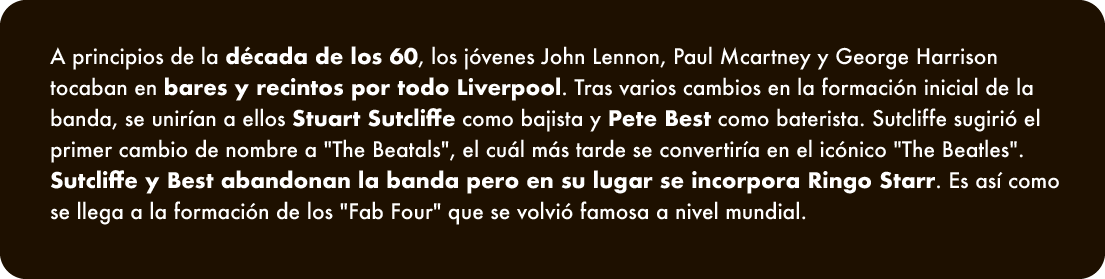 A principios de la década de los 60, los jóvenes John Lennon, Paul Mcartney y George Harrison
tocaban en bares y recintos por todo Liverpool. Tras varios cambios en la formación inicial de la
banda, se unirían a ellos Stuart Sutcliffe como bajista y Pete Best como baterista. Sutcliffe sugirió el
primer cambio de nombre a "The Beatals", el cuál más tarde se convertiría en el icónico "The Beatles".
Sutcliffe y Best abandonan la banda pero en su lugar se incorpora Ringo Starr. Es así como
se llega a la formación de los "Fab Four" que se volvió famosa a nivel mundial.